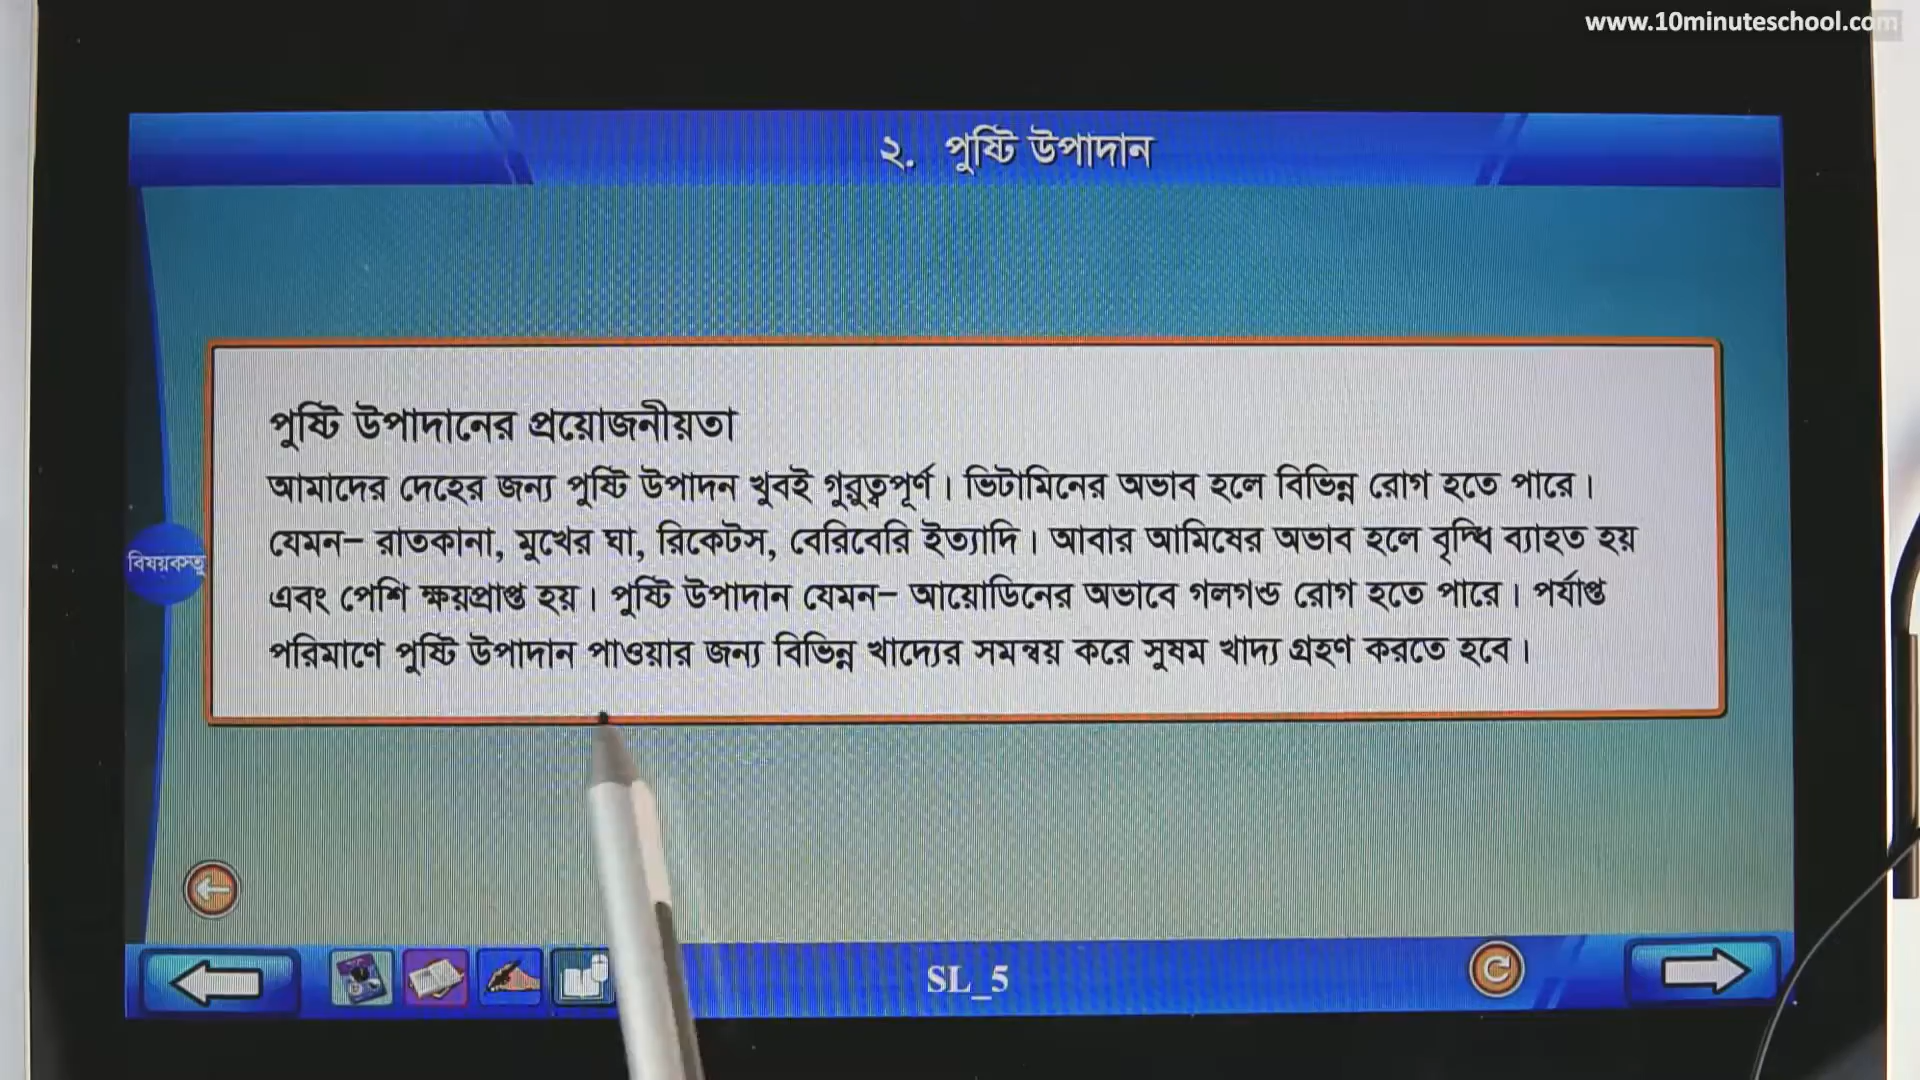 www.10minuteschool.com
২. পুষ্টি উপাদান
পুষ্টি উপাদানের প্রয়োজনীয়তা
আমাদের দেহের জন্য পুষ্টি উপাদন খুবই গুরুত্বপূর্ণ। ভিটামিনের অভাব হলে বিভিন্ন রোগ হতে পারে।
যেমন– রাতকানা, মুখের ঘা, রিকেটস, বেরিবেরি ইত্যাদি। আবার আমিষের অভাব হলে বৃদ্ধি ব্যাহত হয়
এবং পেশি ক্ষয়প্রাপ্ত হয়। পুষ্টি উপাদান যেমন– আয়োডিনের অভাবে গলগন্ড রোগ হতে পারে। পর্যাপ্ত
পরিমাণে পুষ্টি উপাদান পাওয়ার জন্য বিভিন্ন খাদ্যের সমন্বয় করে সুষম খাদ্য গ্রহণ করতে হবে।
বিষয়বস্তু
SL_5